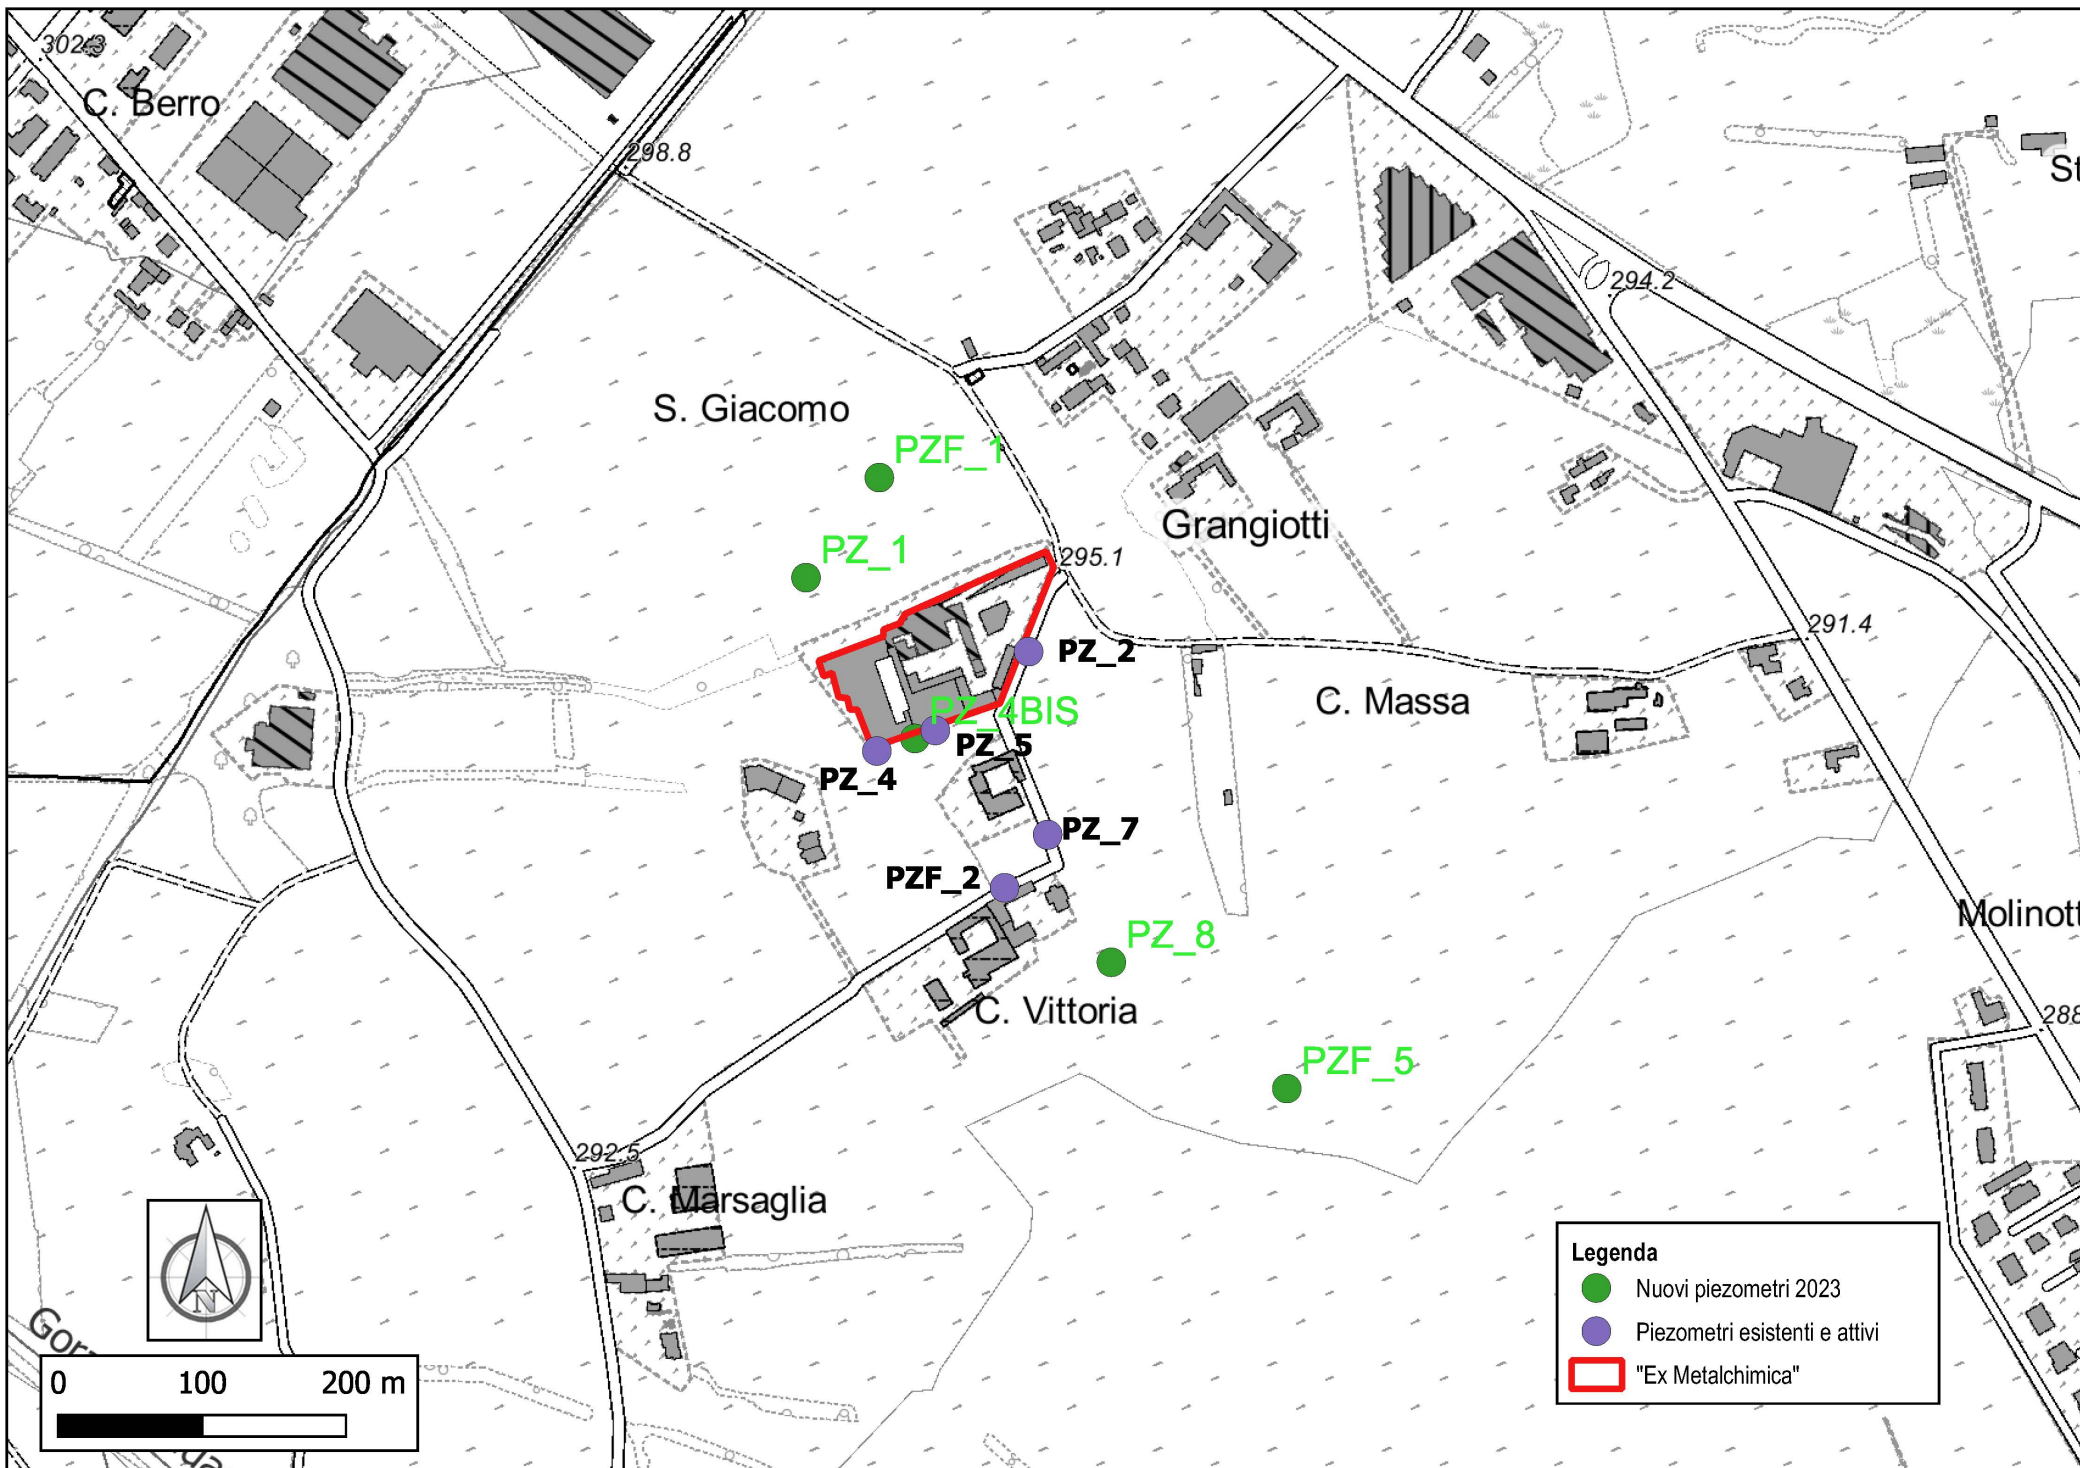 302.3
C. Berro
298.8
St
294.2
S. Giacomo
PZF_1
Grangiotti
PZ_1
295.1
291.4
PZ_2
C. Massa
PZ_4BIS
PZ_5
PZ_4
PZ_7
PZF_2
Molinott
PZ_8
C. Vittoria
288
PZF_5
292.5
C. Marsaglia
N
Legenda
Nuovi piezometri 2023
Piezometri esistenti e attivi
"Ex Metalchimica"
0 100 200 m